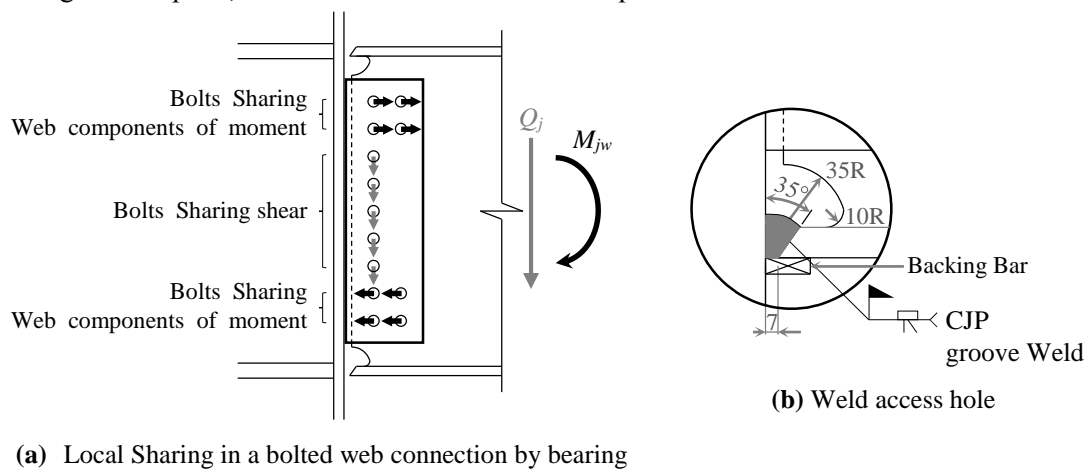 Bolts Sharing
Web components of moment
Bolts Sharing shear
Bolts Sharing
Web components of moment
Qj
Mjw
35R
35°
10R
Backing Bar
7
CJP
groove Weld
(b) Weld access hole
(a) Local Sharing in a bolted web connection by bearing